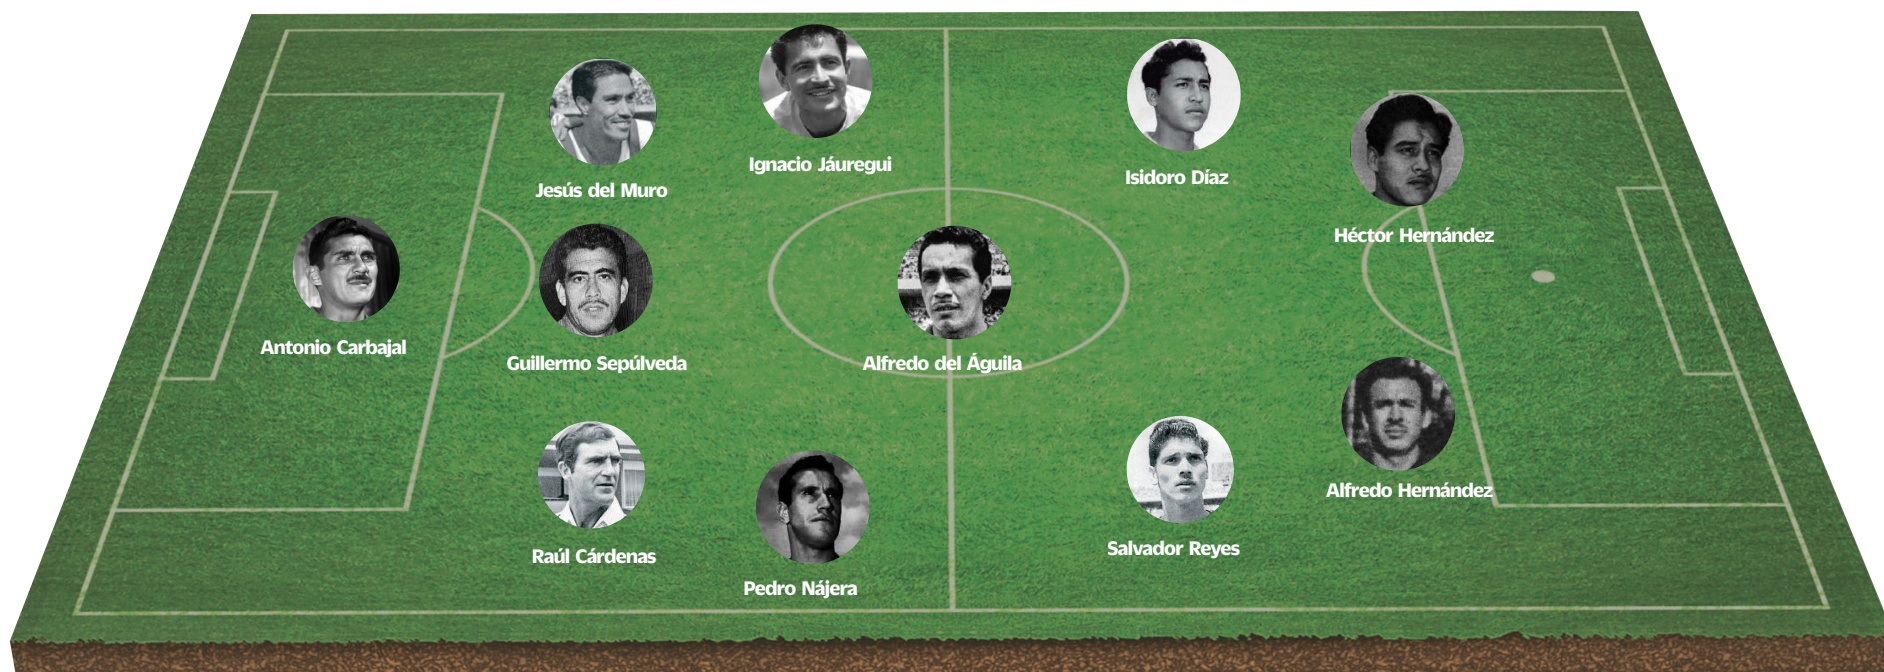 Ignacio Jáuregui
Isidoro Díaz
Jesús del Muro
Héctor Hernández
Antonio Carbajal
Guillermo Sepúlveda
Alfredo del Águila
Alfredo Hernández
Salvador Reyes
Raúl Cárdenas
Pedro Nájera